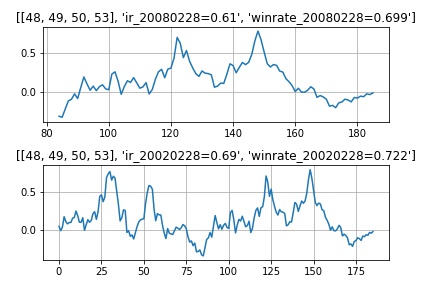 [[48, 49, 50, 53], 'ir_20080228=0.61', 'winrate_20080228=0.699']
0.5
0.0
80 100 120 140 160 180
[[48, 49, 50, 53], 'ir_20020228=0.69', 'winrate_20020228=0.722']
0.5
0.0
0 25 50 75 100 125 150 175